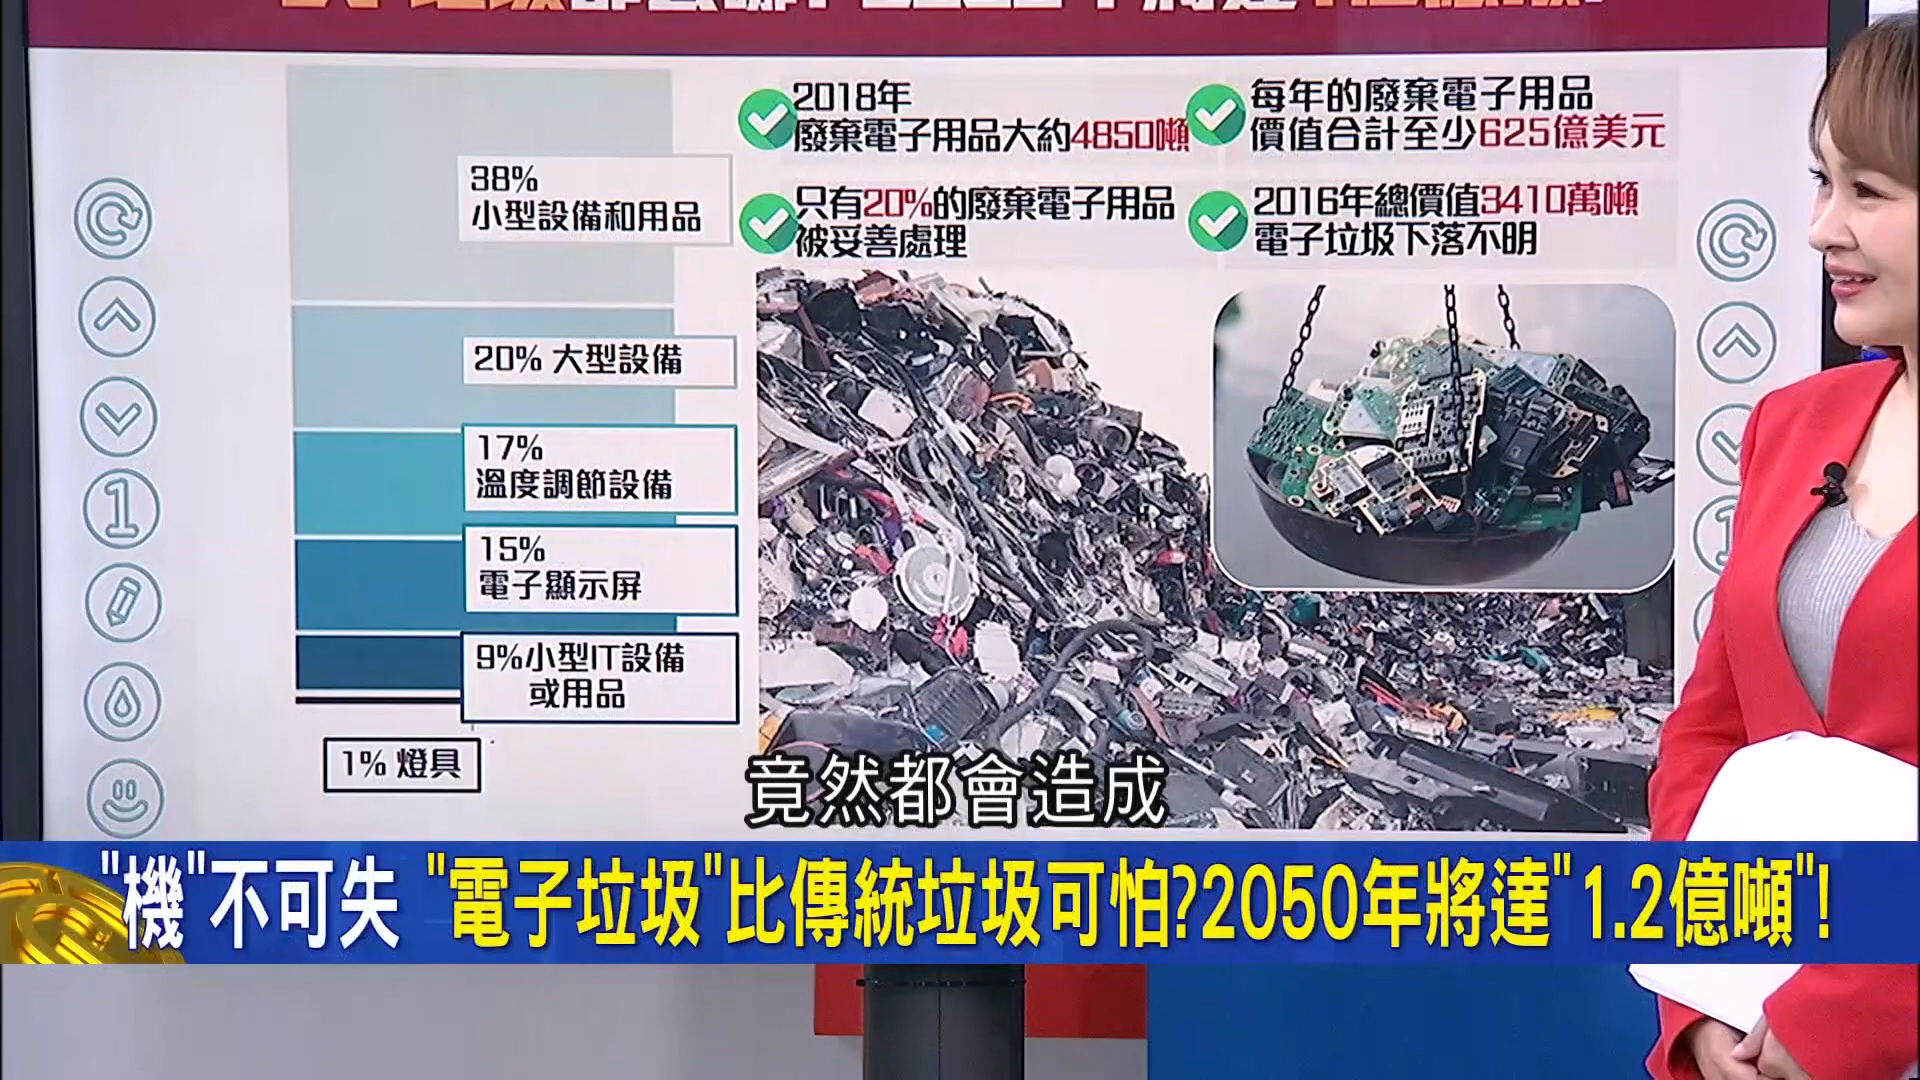 38%
小型設備和用品
20% 大型設備
17%
溫度調節設備
15%
電子顯示屏
9%小型IT設備
或用品
1% 燈具
2018年
廢棄電子用品大約4850噸
每年的廢棄電子用品
價值合計至少625億美元
只有20%的廢棄電子用品
被妥善處理
2016年總價值3410萬噸
電子垃圾下落不明
竟然都會造成
"機"不可失 "電子垃圾"比傳統垃圾可怕?2050年將達"1.2億噸"!